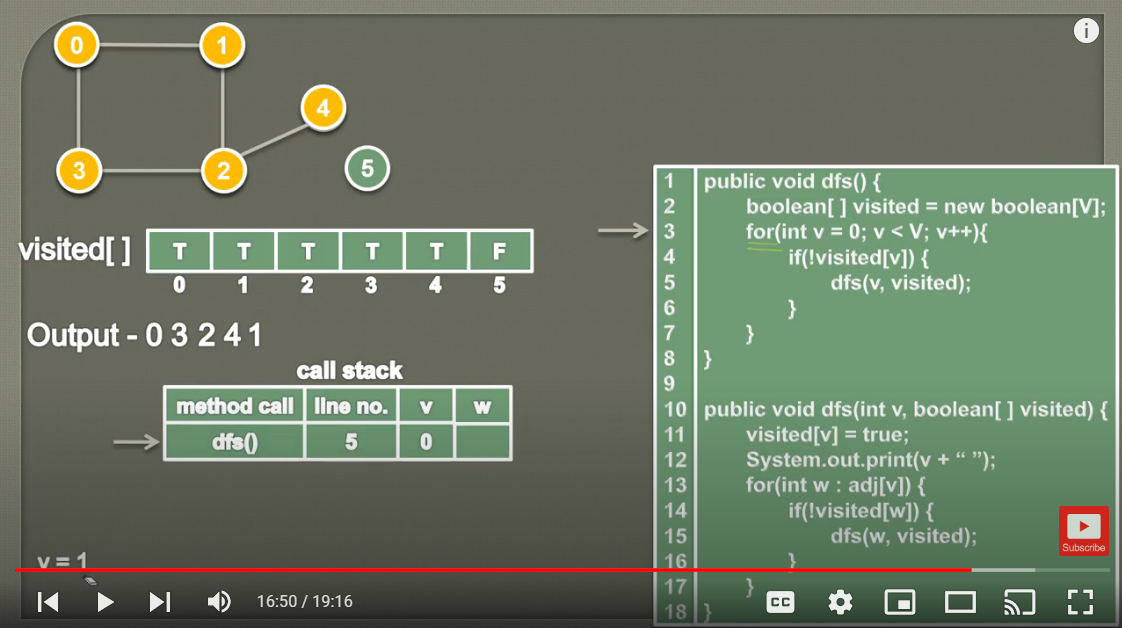 0 1
4
3 2 5
visited[ ] T T T T T F
0 1 2 3 4 5
Output - 0 3 2 4 1
call stack
method call line no. v w
dfs() 5 0
v = 1
1 public void dfs() {
2 boolean[ ] visited = new boolean[V];
3 for(int v = 0; v < V; v++){
4 if(!visited[v]) {
5 dfs(v, visited);
6 }
7 }
8 }
9
10 public void dfs(int v, boolean[ ] visited) {
11 visited[v] = true;
12 System.out.print(v + “ ”);
13 for(int w : adj[v]) {
14 if(!visited[w]) {
15 dfs(w, visited);
16 }
17 }
18 }
i
Subscribe
16:50 / 19:16
CC